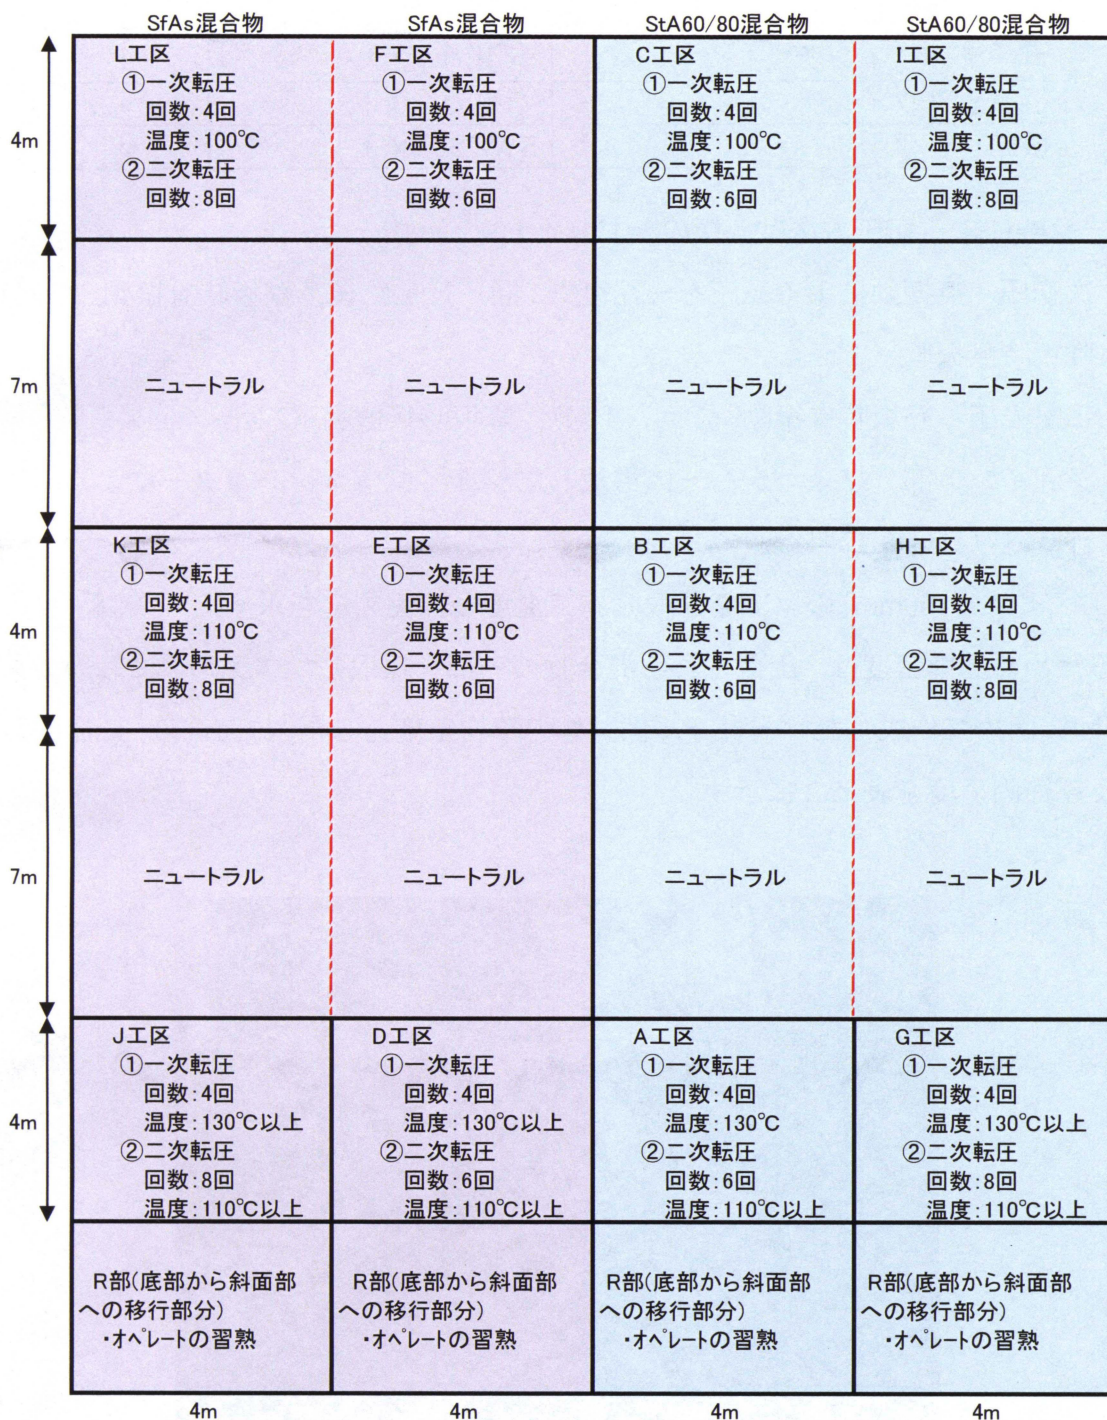 SfAs混合物
SfAs混合物
StA60/80混合物
StA60/80混合物
4m
L工区
①一次転圧
回数:4回
温度:100℃
②二次転圧
回数:8回
F工区
①一次転圧
回数:4回
温度:100℃
②二次転圧
回数:6回
C工区
①一次転圧
回数:4回
温度:100℃
②二次転圧
回数:6回
I工区
①一次転圧
回数:4回
温度:100℃
②二次転圧
回数:8回
7m
ニュートラル
ニュートラル
ニュートラル
ニュートラル
4m
K工区
①一次転圧
回数:4回
温度:110℃
②二次転圧
回数:8回
E工区
①一次転圧
回数:4回
温度:110℃
②二次転圧
回数:6回
B工区
①一次転圧
回数:4回
温度:110℃
②二次転圧
回数:6回
H工区
①一次転圧
回数:4回
温度:110℃
②二次転圧
回数:8回
7m
ニュートラル
ニュートラル
ニュートラル
ニュートラル
4m
J工区
①一次転圧
回数:4回
温度:130℃以上
②二次転圧
回数:8回
温度:110℃以上
D工区
①一次転圧
回数:4回
温度:130℃以上
②二次転圧
回数:6回
温度:110℃以上
A工区
①一次転圧
回数:4回
温度:130℃
②二次転圧
回数:6回
温度:110℃以上
G工区
①一次転圧
回数:4回
温度:130℃以上
②二次転圧
回数:8回
温度:110℃以上
R部(底部から斜面部
への移行部分)
・オペレートの習熟
R部(底部から斜面部
への移行部分)
・オペレートの習熟
R部(底部から斜面部
への移行部分)
・オペレートの習熟
R部(底部から斜面部
への移行部分)
・オペレートの習熟
4m
4m
4m
4m